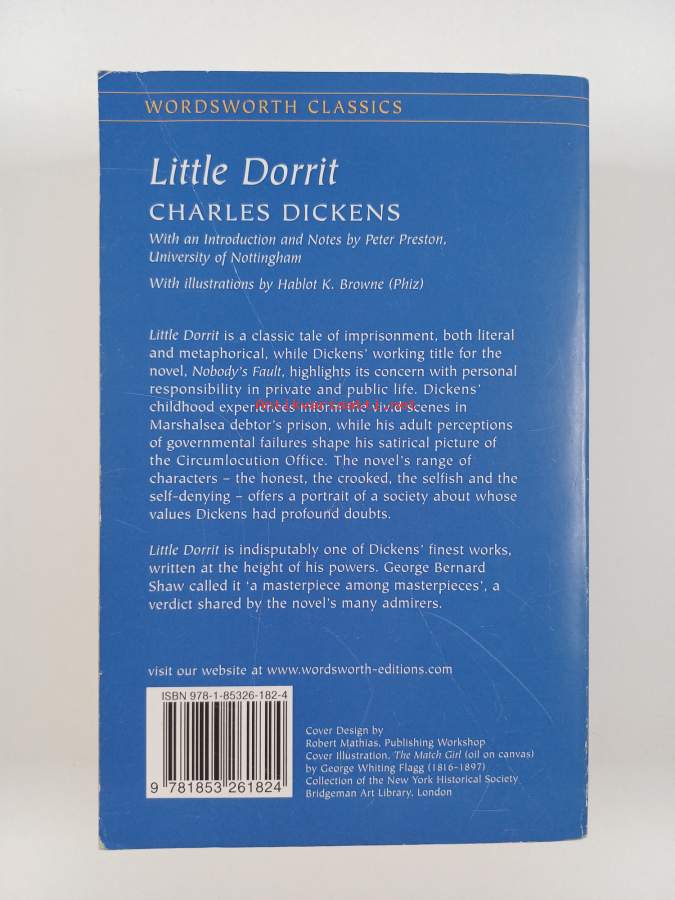 WORDSWORTH CLASSICS
Little Dorrit
CHARLES DICKENS
With an Introduction and Notes by Peter Preston,
University of Nottingham
With illustrations by Hablot K. Browne (Phiz)
Little Dorrit is a classic tale of imprisonment, both literal
and metaphorical, while Dickens' working title for the
novel, Nobody's Fault, highlights its concern with personal
responsibility in private and public life. Dickens'
Antikvariaatti.net
childhood experiences inform the vivid scenes in
Marshalsea debtor's prison, while his adult perceptions
of governmental failures shape his satirical picture of
the Circumlocution Office. The novel's range of
characters – the honest, the crooked, the selfish and the
self-denying – offers a portrait of a society about whose
values Dickens had profound doubts.
Little Dorrit is indisputably one of Dickens' finest works,
written at the height of his powers. George Bernard
Shaw called it 'a masterpiece among masterpieces', a
verdict shared by the novel's many admirers.
visit our website at www.wordsworth-editions.com
ISBN 978-1-85326-182-4
9 781853 261824
Cover Design by
Robert Mathias, Publishing Workshop
Cover Illustration, The Match Girl (oil on canvas)
by George Whiting Flagg (1816–1897)
Collection of the New York Historical Society
Bridgeman Art Library, London